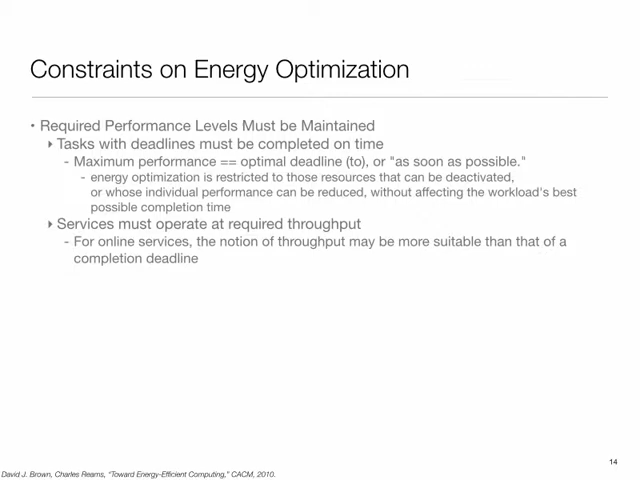 Constraints on Energy Optimization
• Required Performance Levels Must be Maintained
‣ Tasks with deadlines must be completed on time
- Maximum performance == optimal deadline (to), or "as soon as possible."
- energy optimization is restricted to those resources that can be deactivated,
or whose individual performance can be reduced, without affecting the workload's best
possible completion time
‣ Services must operate at required throughput
- For online services, the notion of throughput may be more suitable than that of a
completion deadline
14
David J. Brown, Charles Reams, "Toward Energy-Efficient Computing," CACM, 2010.